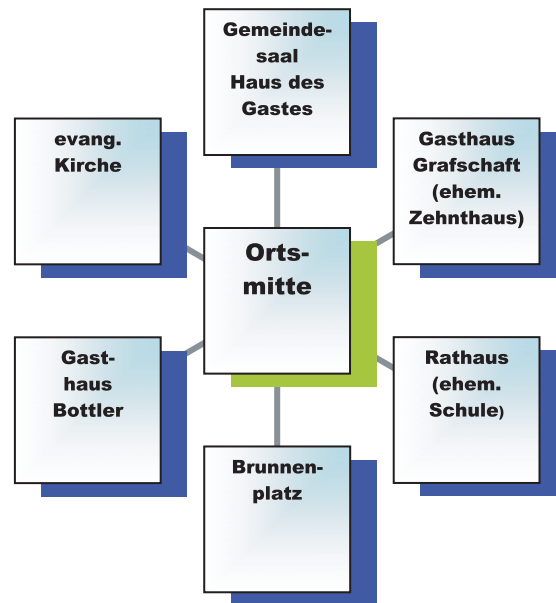 Gemeinde-
saal
Haus des
Gastes
evang.
Kirche
Gasthaus
Grafschaft
(ehem.
Zehnthaus)
Orts-
mitte
Gast-
haus
Bottler
Rathaus
(ehem.
Schule)
Brunnen-
platz